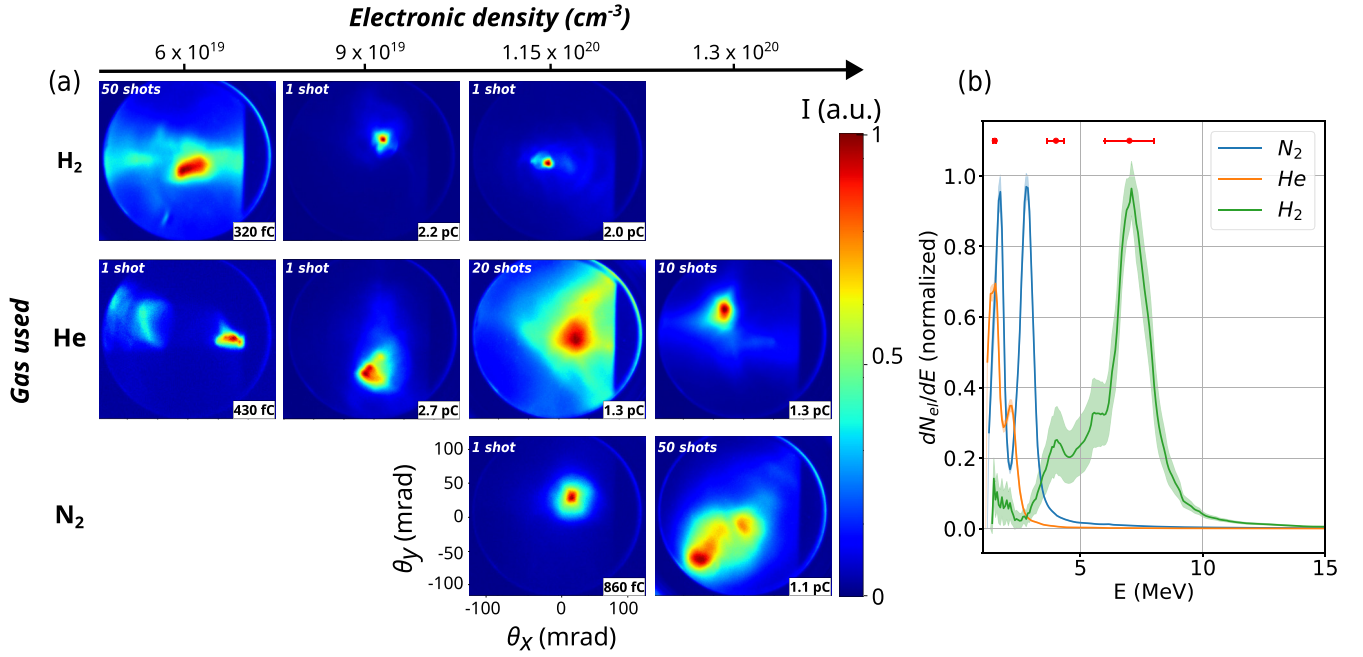 Electronic density (cm⁻³)
6 x 10¹⁹ 9 x 10¹⁹ 1.15 x 10²⁰ 1.3 x 10²⁰
(a)
I (a.u.)
1
0.5
0
Gas used
H₂
50 shots 1 shot 1 shot
320 fC 2.2 pC 2.0 pC
He
1 shot 1 shot 20 shots 10 shots
430 fC 2.7 pC 1.3 pC 1.3 pC
N₂
1 shot 50 shots
860 fC 1.1 pC
θy (mrad)
100
50
0
-50
-100
-100 0 100
θx (mrad)
(b)
N₂
He
H₂
dNel/dE (normalized)
1.0
0.8
0.6
0.4
0.2
0.0
5 10 15
E (MeV)